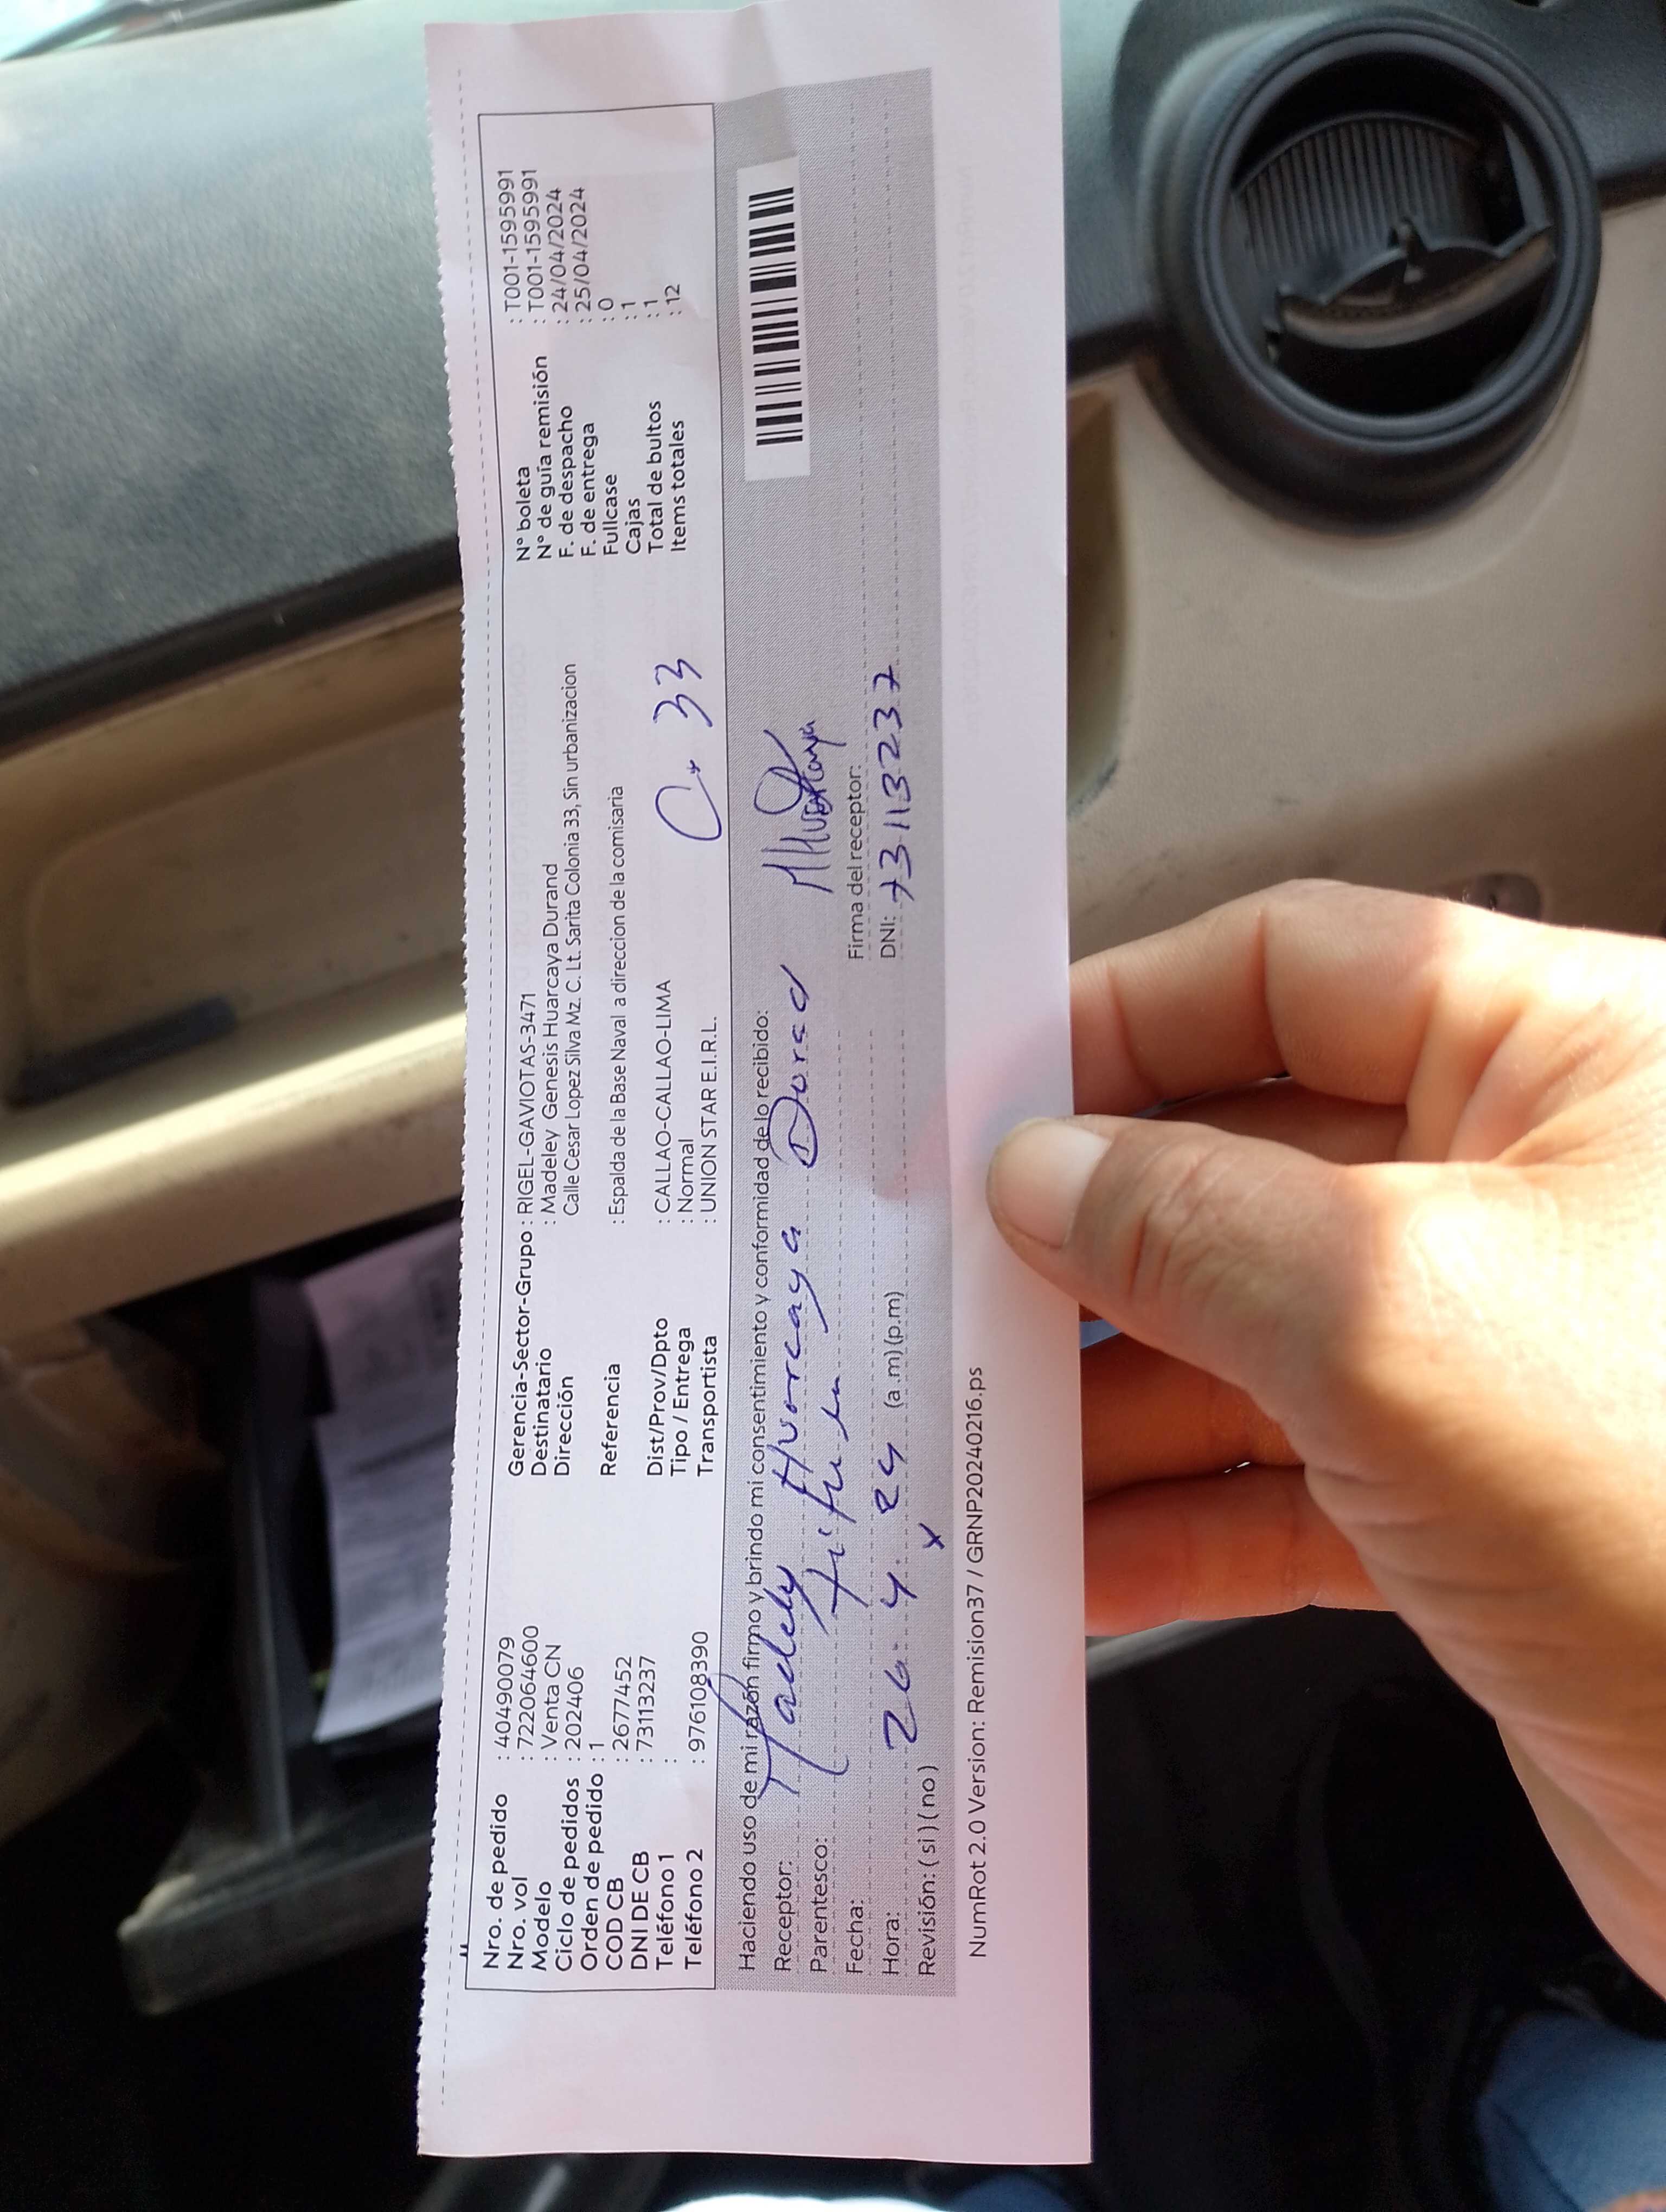 Nro. de pedido : 40490079
Nro. vol : 722064600
Modelo : Venta CN
Ciclo de pedidos : 202406
Orden de pedido : 1
COD CB : 2677452
DNI DE CB : 73113237
Teléfono 1 :
Teléfono 2 : 976108390
Gerencia-Sector-Grupo : RIGEL-GAVIOTAS-3471
Destinatario : Madeley Genesis Huarcaya Durand
Dirección Calle Cesar Lopez Silva Mz. C. Lt. Sarita Colonia 33, Sin urbanizacion
Referencia : Espalda de la Base Naval a direccion de la comisaria
Dist/Prov/Dpto : CALLAO-CALLAO-LIMA
Tipo / Entrega : Normal
Transportista : UNION STAR E.I.R.L.
N° boleta : T001-1595991
N° de guía remisión : T001-1595991
F. de despacho : 24/04/2024
F. de entrega : 25/04/2024
Fullcase : 0
Cajas : 1
Total de bultos : 1
Items totales : 12
C. 33
Haciendo uso de mi razón firmo y brindo mi consentimiento y conformidad de lo recibido:
Receptor: Madely Huorcaya
Parentesco:
Fecha:
Hora: 26. 4. 24 (a.m)(p.m)
Revisión: ( si ) ( no ) x
Firma del receptor:
DNI: 73113237
NumRot 2.0 Version: Remision37 / GRNP20240216.ps